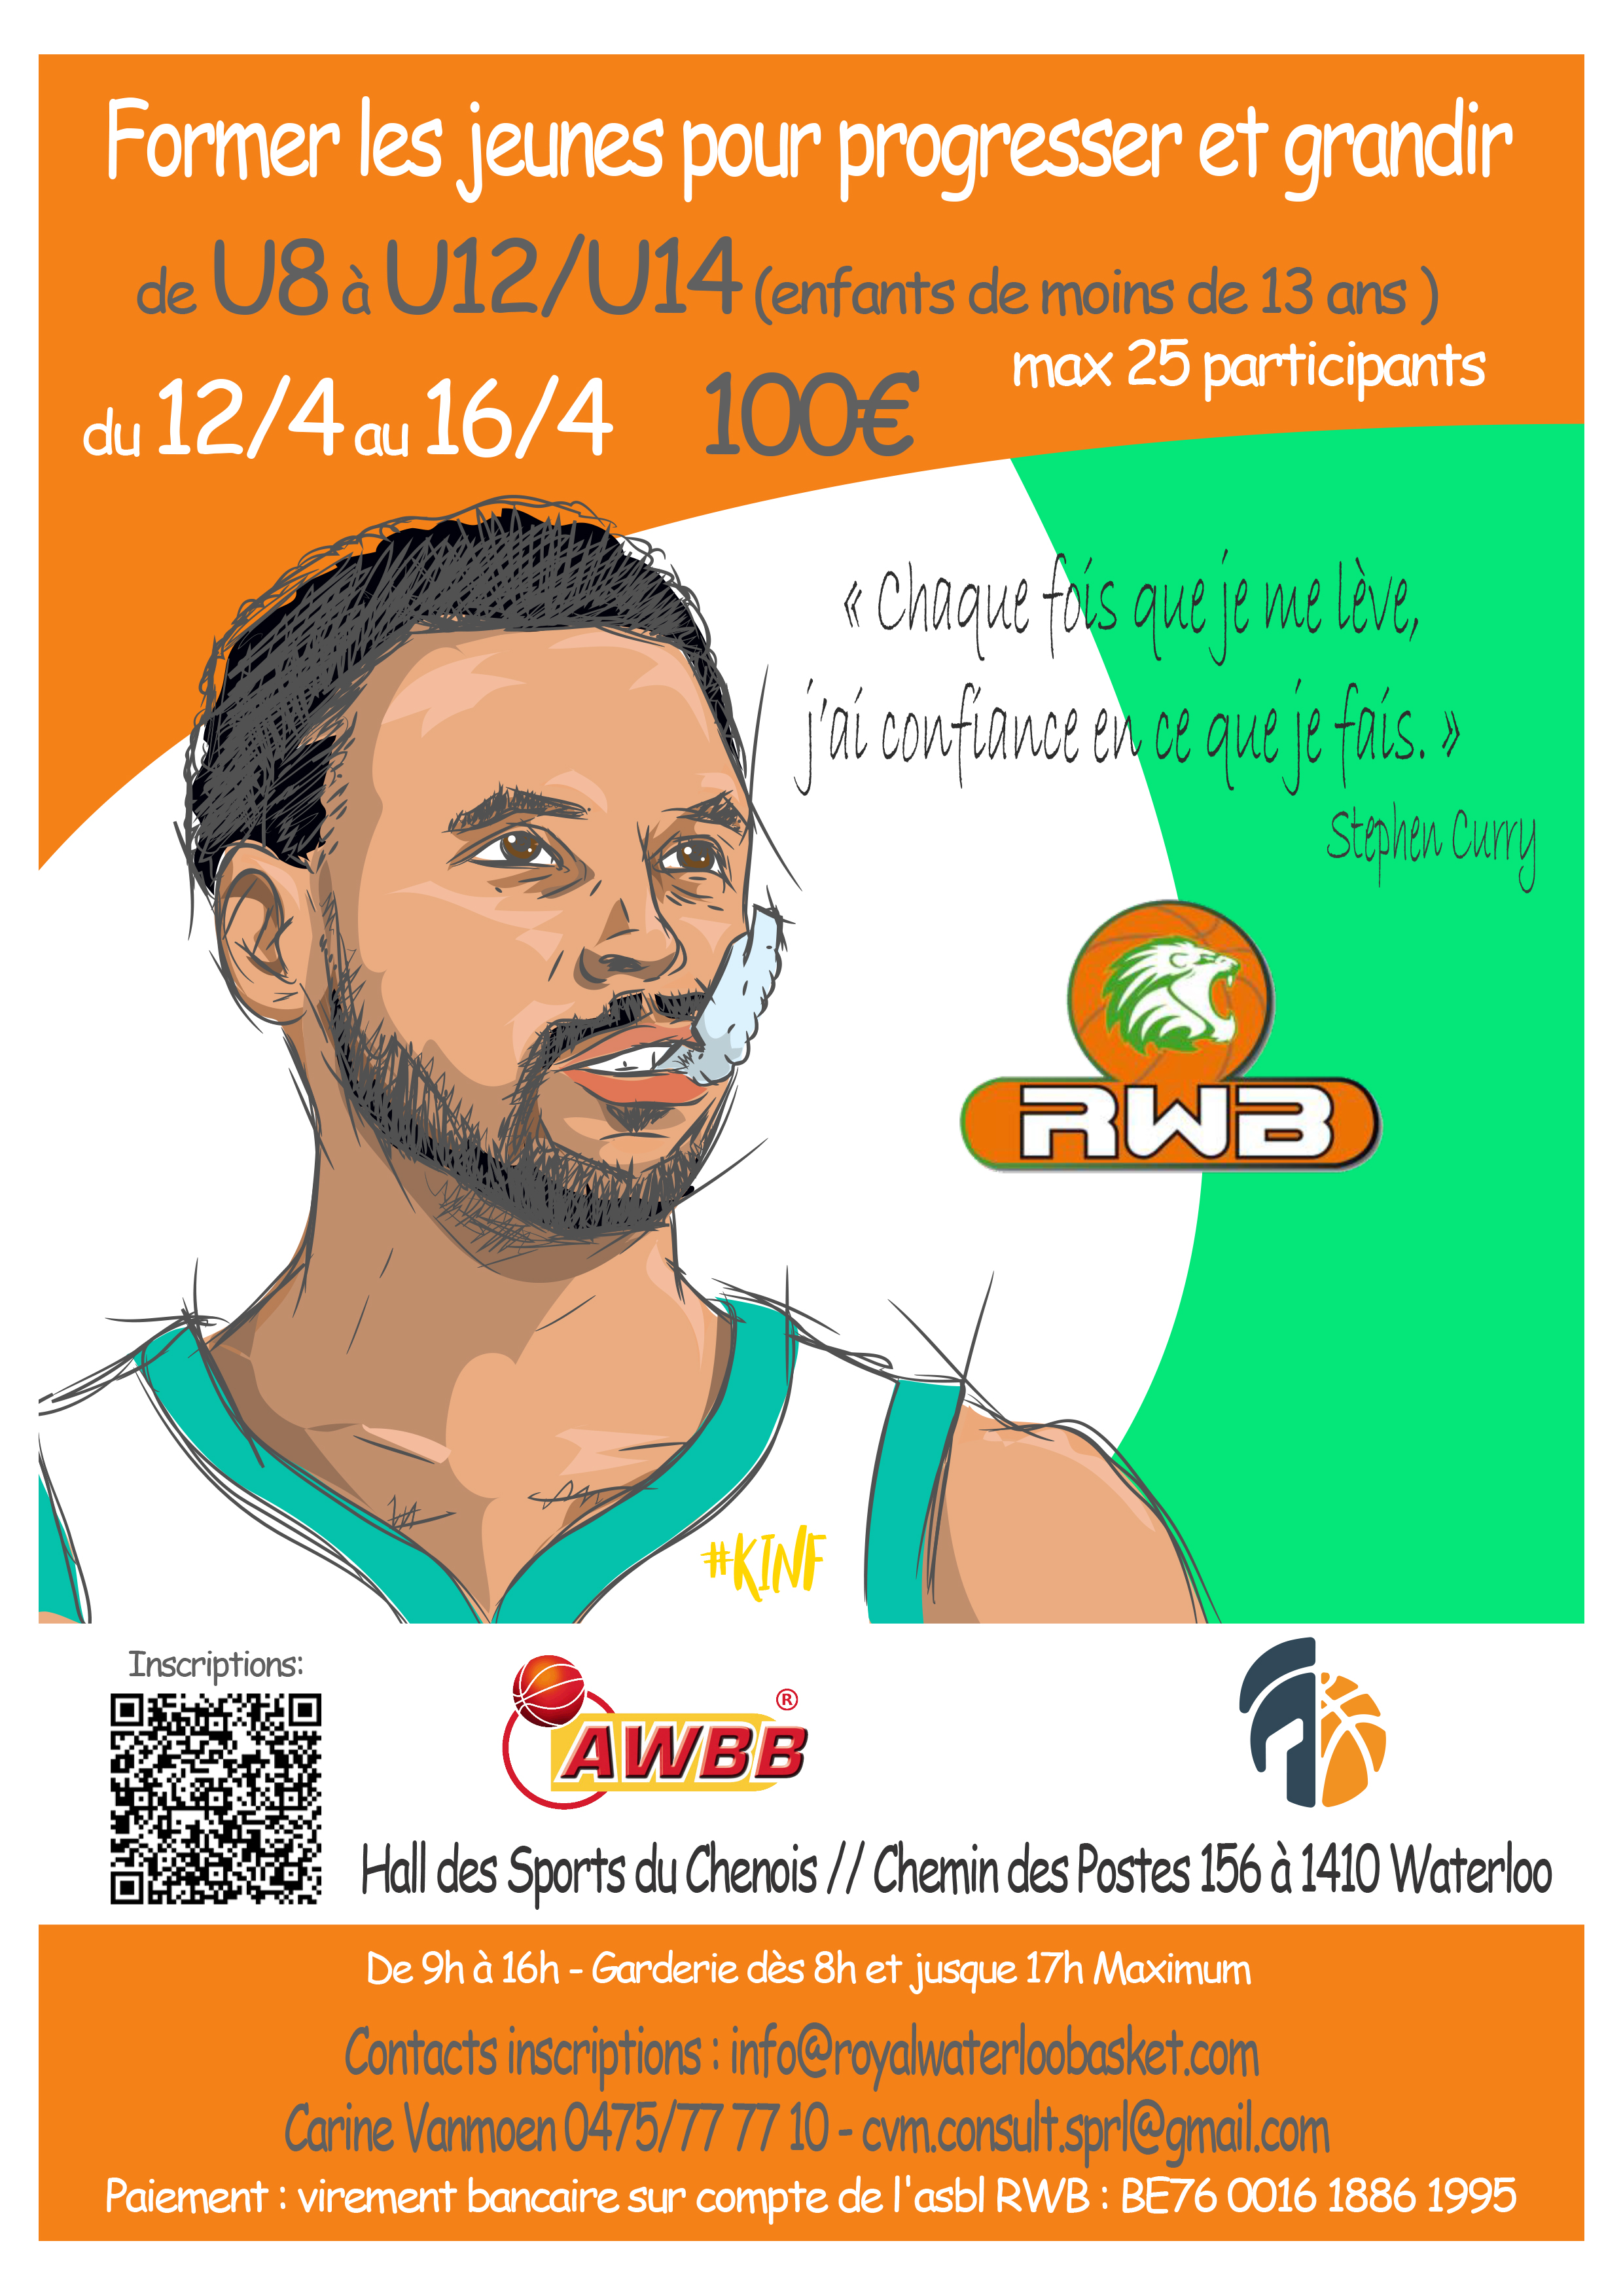 Former les jeunes pour progresser et grandir
de U8 à U12/U14 (enfants de moins de 13 ans )
max 25 participants
du 12/4 au 16/4 100€
« Chaque fois que je me lève,
j'ai confiance en ce que je fais. »
Stephen Curry
RWB
#KINF
Inscriptions:
AWBB®
Hall des Sports du Chenois // Chemin des Postes 156 à 1410 Waterloo
De 9h à 16h - Garderie dès 8h et jusque 17h Maximum
Contacts inscriptions : info@royalwaterloobasket.com
Carine Vanmoen 0475/77 77 10 - cvm.consult.sprl@gmail.com
Paiement : virement bancaire sur compte de l'asbl RWB : BE76 0016 1886 1995